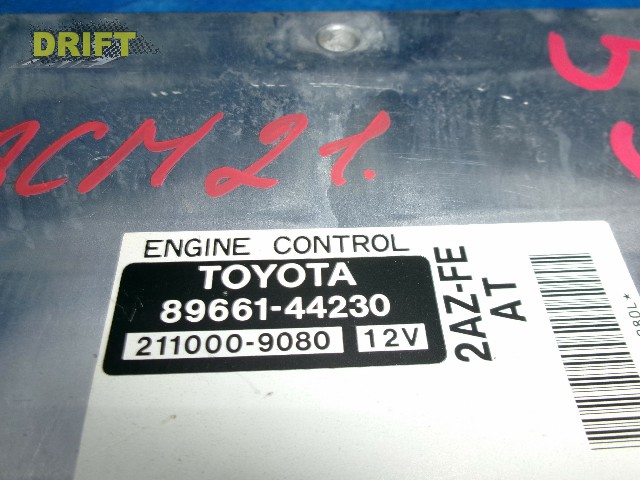 DRIFT
ACM21.
ENGINE CONTROL
TOYOTA
89661-44230
211000-9080 12V
2AZ-FE
AT